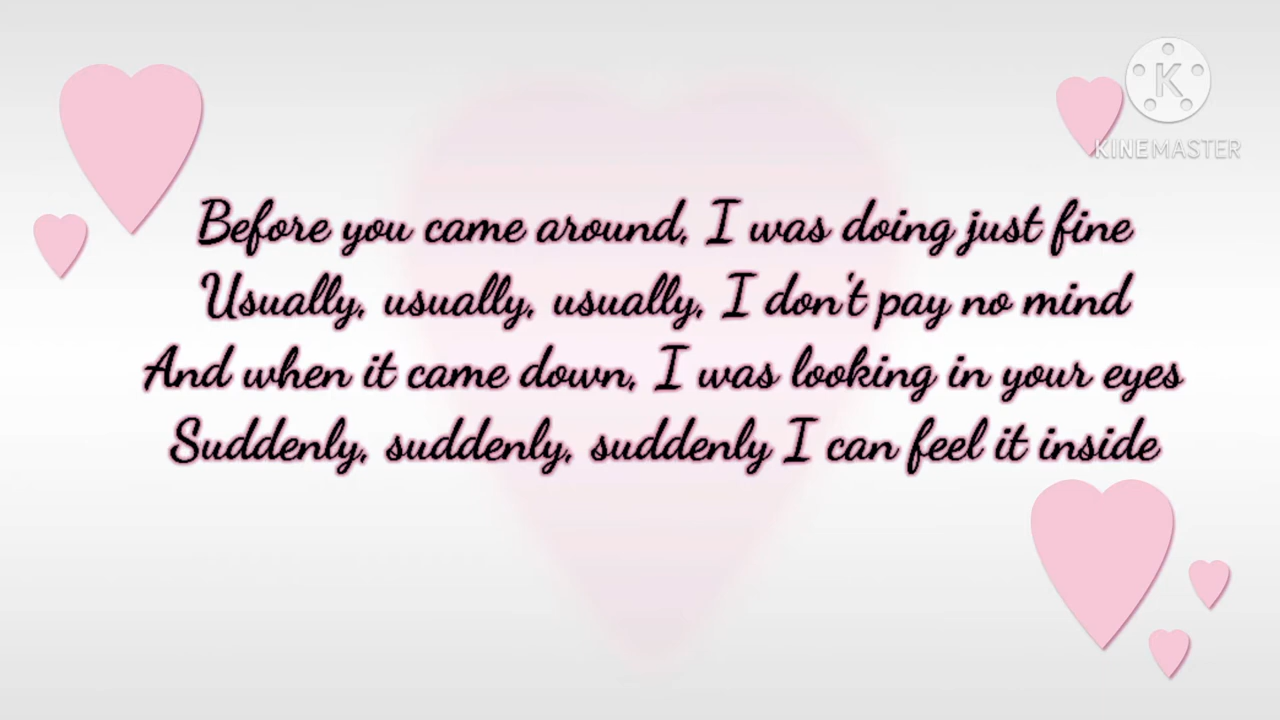 K
KINEMASTER
Before you came around, I was doing just fine
Usually, usually, usually, I don't pay no mind
And when it came down, I was looking in your eyes
Suddenly, suddenly, suddenly I can feel it inside